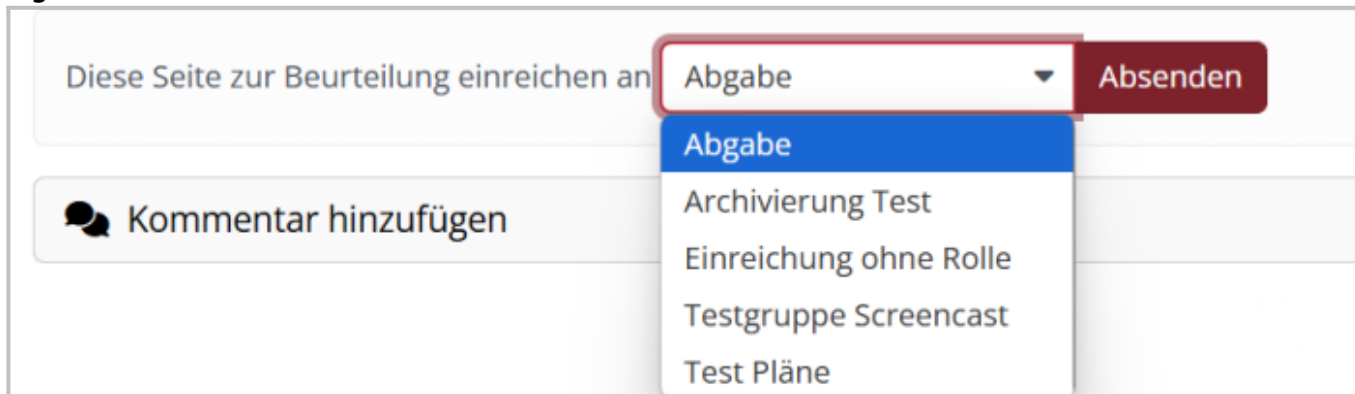 Diese Seite zur Beurteilung einreichen an Abgabe Absenden
Abgabe
Archivierung Test
Kommentar hinzufügen
Einreichung ohne Rolle
Testgruppe Screencast
Test Pläne